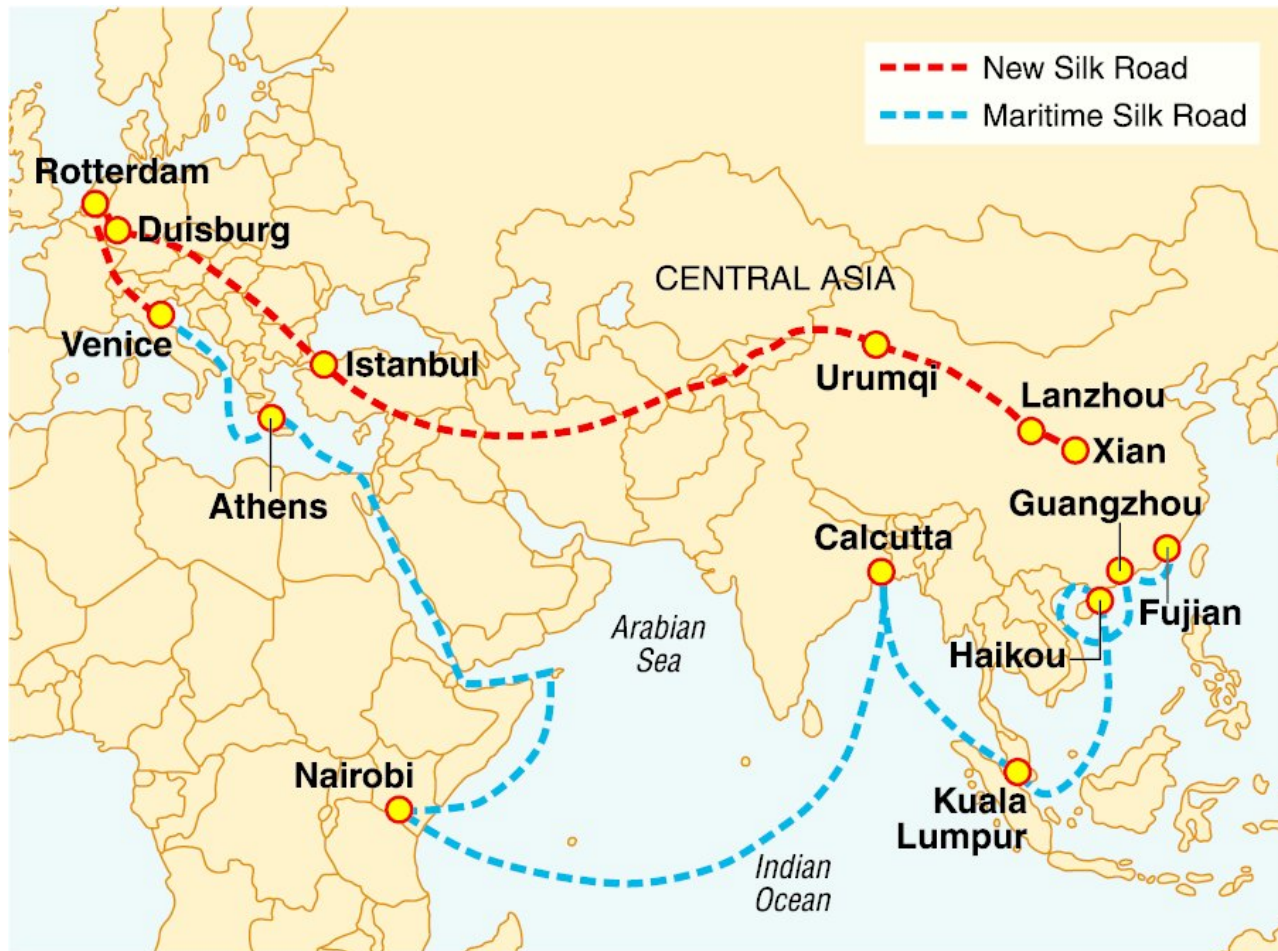 New Silk Road
Maritime Silk Road
Rotterdam
Duisburg
CENTRAL ASIA
Venice
Istanbul
Urumqi
Lanzhou
Xian
Athens
Guangzhou
Calcutta
Fujian
Arabian
Sea
Haikou
Nairobi
Kuala
Lumpur
Indian
Ocean